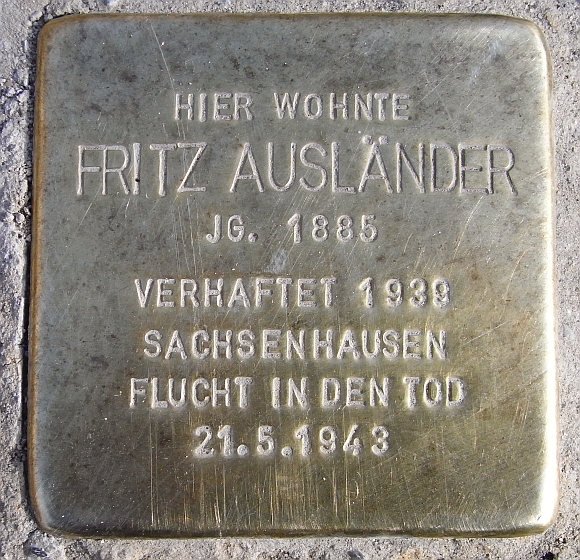 HIER WOHNTE
FRITZ AUSLÄNDER
JG. 1885
VERHAFTET 1939
SACHSENHAUSEN
FLUCHT IN DEN TOD
21.5.1943